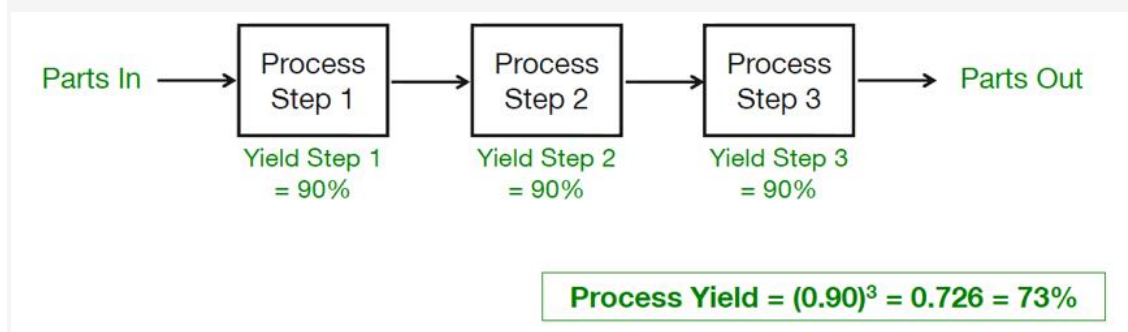 Parts In
Process
Step 1
Process
Step 2
Process
Step 3
Parts Out
Yield Step 1
= 90%
Yield Step 2
= 90%
Yield Step 3
= 90%
Process Yield = (0.90)³ = 0.726 = 73%